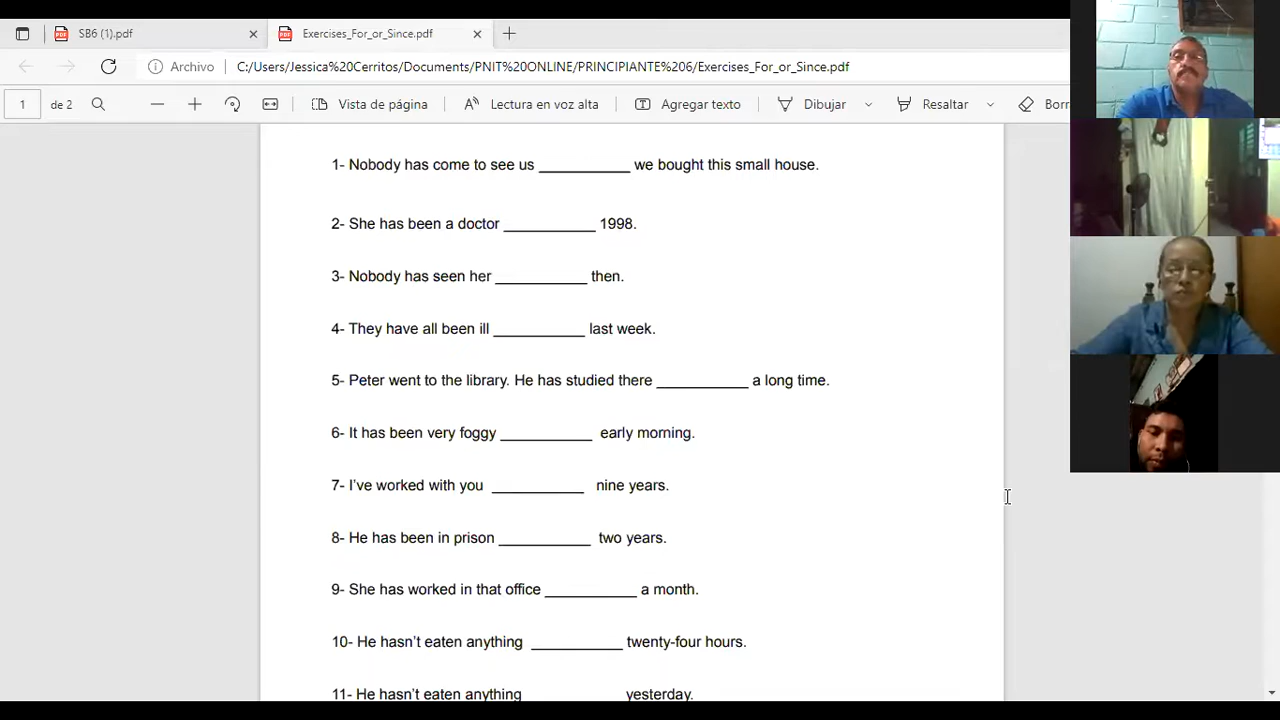 SB6 (1).pdf
Exercises_For_or_Since.pdf
Archivo
C:/Users/Jessica%20Cerritos/Documents/PNIT%20ONLINE/PRINCIPIANTE%206/Exercises_For_or_Since.pdf
1 de 2
Vista de página
Lectura en voz alta
Agregar texto
Dibujar
Resaltar
Borr
1- Nobody has come to see us ___________ we bought this small house.
2- She has been a doctor ___________ 1998.
3- Nobody has seen her ___________ then.
4- They have all been ill ___________ last week.
5- Peter went to the library. He has studied there ___________ a long time.
6- It has been very foggy ___________ early morning.
7- I've worked with you ___________ nine years.
8- He has been in prison ___________ two years.
9- She has worked in that office ___________ a month.
10- He hasn't eaten anything ___________ twenty-four hours.
11- He hasn't eaten anything ___________ yesterday.